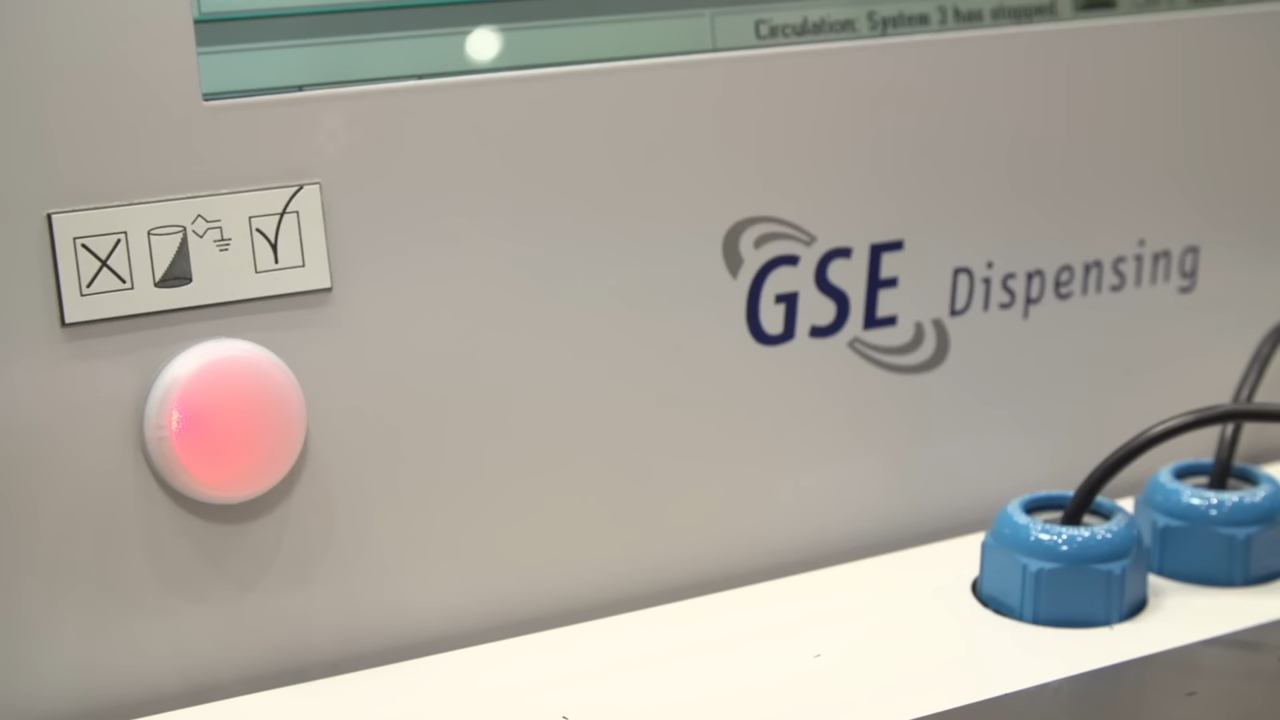 Circulation: System 3 has stopped.
GSE Dispensing